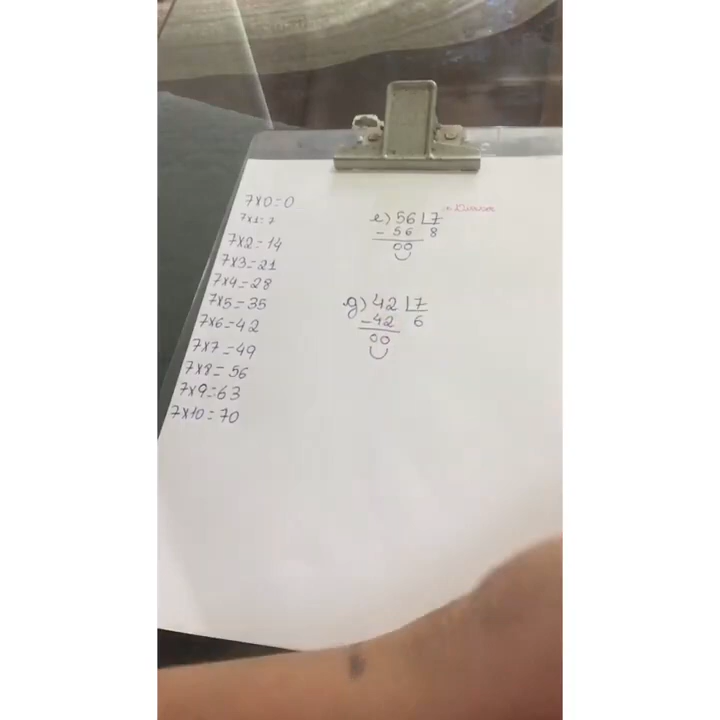 7x0=0
7x1=7
7x2=14
7x3=21
7x4=28
7x5=35
7x6=42
7x7=49
7x8=56
7x9=63
7x10=70
e) 56 7
- 56 8
00
g) 42 7
-42 6
00